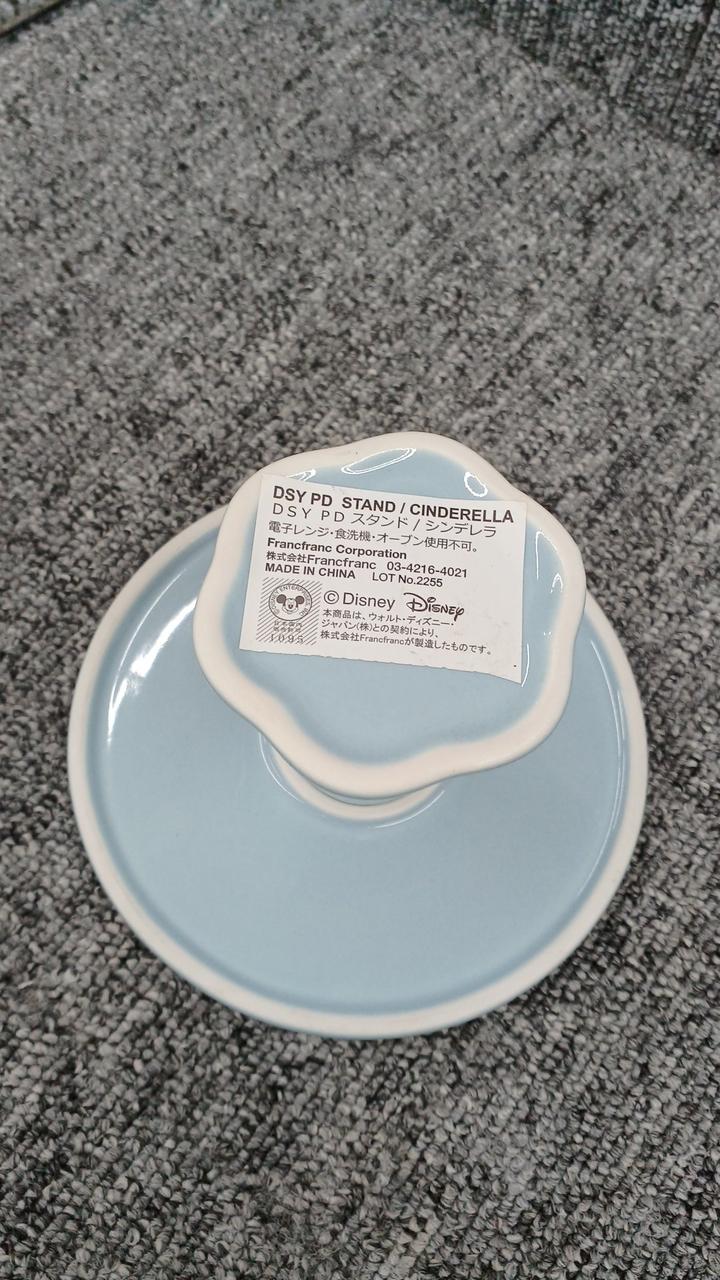 DSY PD STAND / CINDERELLA
ＤＳＹ ＰＤ スタンド / シンデレラ
電子レンジ・食洗機・オーブン使用不可。
Francfranc Corporation
株式会社Francfranc 03-4216-4021
MADE IN CHINA LOT No.2255
© Disney Disney
本商品は、ウォルト・ディズニー・
ジャパン(株)との契約により、
株式会社Francfrancが製造したものです。
1095